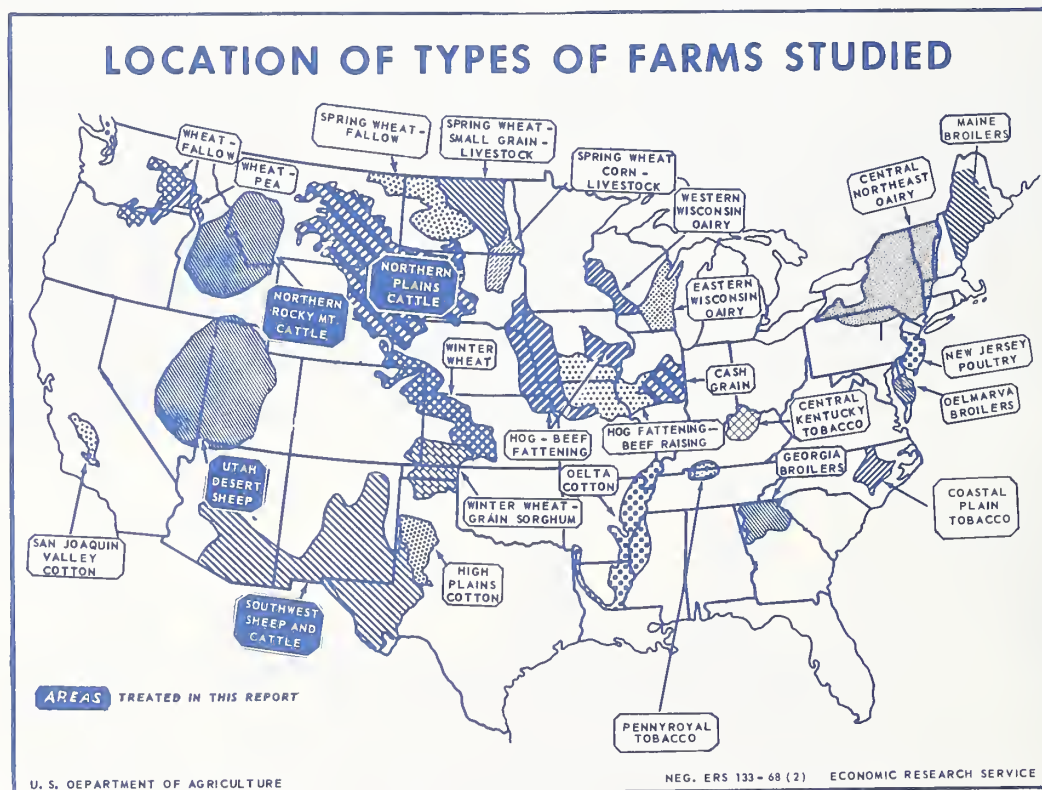 LOCATION OF TYPES OF FARMS STUDIED
WHEAT-
FALLOW
WHEAT-
PEA
SPRING WHEAT-
FALLOW
SPRING WHEAT-
SMALL GRAIN-
LIVESTOCK
SPRING WHEAT
CORN-
LIVESTOCK
WESTERN
WISCONSIN
OAIRY
CENTRAL
NORTHEAST
OAIRY
MAINE
BROILERS
NORTHERN
PLAINS
CATTLE
NORTHERN
ROCKY MT.
CATTLE
EASTERN
WISCONSIN
OAIRY
WINTER
WHEAT
CASH
GRAIN
NEW JERSEY
POULTRY
OELMARVA
BROILERS
CENTRAL
KENTUCKY
TOBACCO
HOG - BEEF
FATTENING
HOG FATTENING-
BEEF RAISING
UTAH
DESERT
SHEEP
OELTA
COTTON
GEORGIA
BROILERS
WINTER WHEAT-
GRAIN SORGHUM
COASTAL
PLAIN
TOBACCO
SAN JOAQUIN
VALLEY
COTTON
HIGH
PLAINS
COTTON
SOUTHWEST
SHEEP AND
CATTLE
AREAS TREATED IN THIS REPORT
PENNYROYAL
TOBACCO
U. S. OEPARTMENT OF AGRICULTURE
NEG. ERS 133-68 (2) ECONOMIC RESEARCH SERVICE